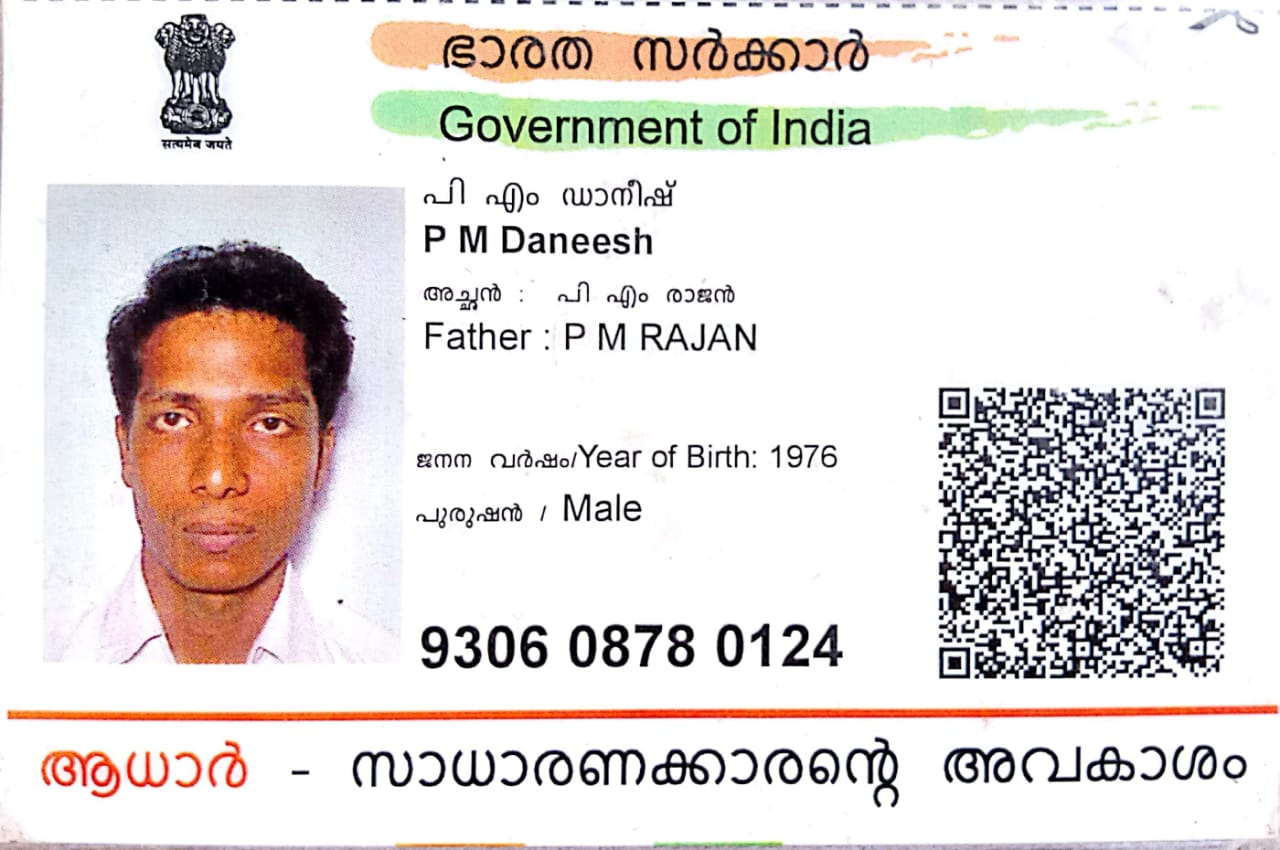 ഭാരത സർക്കാർ
Government of India
सत्यमेव जयते
പി എം ഡാനീഷ്
P M Daneesh
അച്ഛൻ : പി എം രാജൻ
Father : P M RAJAN
ജനന വർഷം/Year of Birth: 1976
പുരുഷൻ / Male
9306 0878 0124
ആധാർ - സാധാരണക്കാരന്റെ അവകാശം